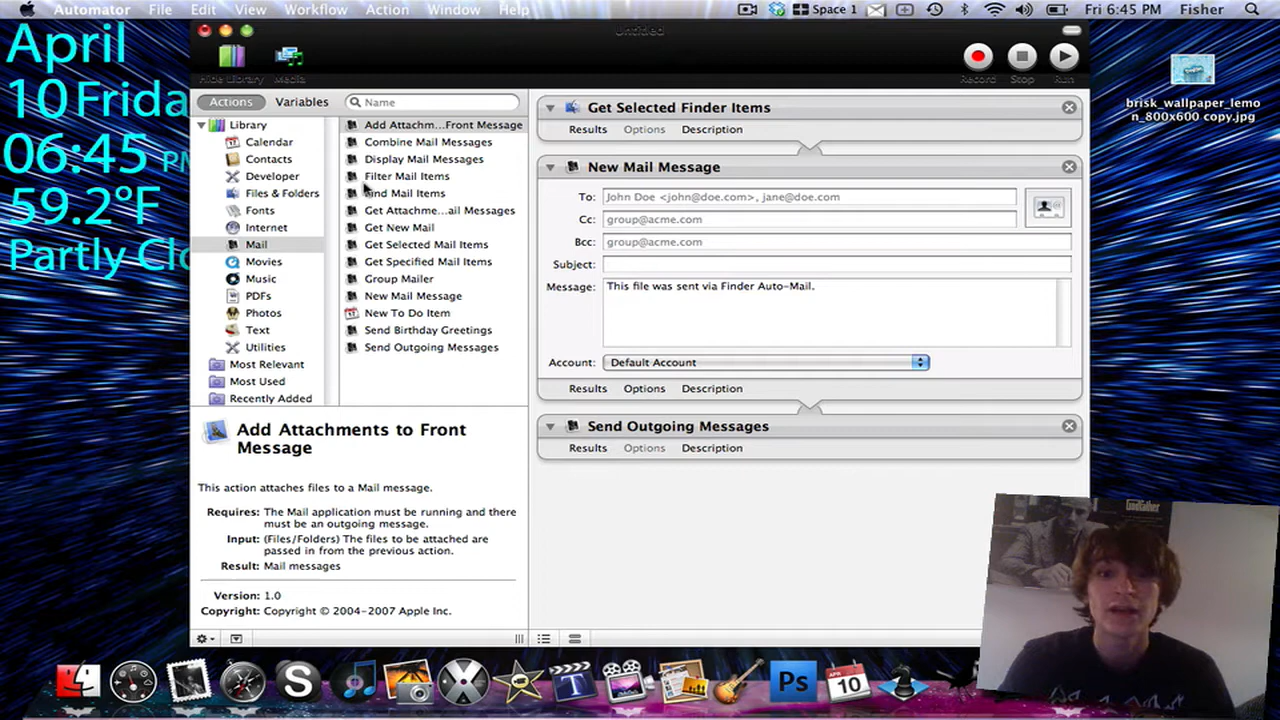 Automator File Edit View Workflow Action Window Help
Space 1
Fri 6:45 PM Fisher
April
10 Frida
06:45 PM
59.2°F
Partly Clo
untitled
Hide Library
Media
Record
Stop
Run
Actions
Variables
Name
Library
Calendar
Contacts
Developer
Files & Folders
Fonts
Internet
Mail
Movies
Music
PDFs
Photos
Text
Utilities
Most Relevant
Most Used
Recently Added
Add Attachm...Front Message
Combine Mail Messages
Display Mail Messages
Filter Mail Items
ind Mail Items
Get Attachme...ail Messages
Get New Mail
Get Selected Mail Items
Get Specified Mail Items
Group Mailer
New Mail Message
New To Do Item
Send Birthday Greetings
Send Outgoing Messages
Add Attachments to Front
Message
This action attaches files to a Mail message.
Requires: The Mail application must be running and there
must be an outgoing message.
Input: (Files/Folders) The files to be attached are
passed in from the previous action.
Result: Mail messages
Version: 1.0
Copyright: Copyright © 2004-2007 Apple Inc.
Get Selected Finder Items
Results Options Description
New Mail Message
To: John Doe <john@doe.com>, jane@doe.com
Cc: group@acme.com
Bcc: group@acme.com
Subject:
Message: This file was sent via Finder Auto-Mail.
Account: Default Account
Results Options Description
Send Outgoing Messages
Results Options Description
brisk_wallpaper_lemo
n_800x600 copy.jpg
Godfather
S
T
Ps
APR
10